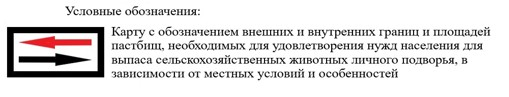 Условные обозначения:
Карту с обозначением внешних и внутренних границ и площадей
пастбищ, необходимых для удовлетворения нужд населения для
выпаса сельскохозяйственных животных личного подворья, в
зависимости от местных условий и особенностей